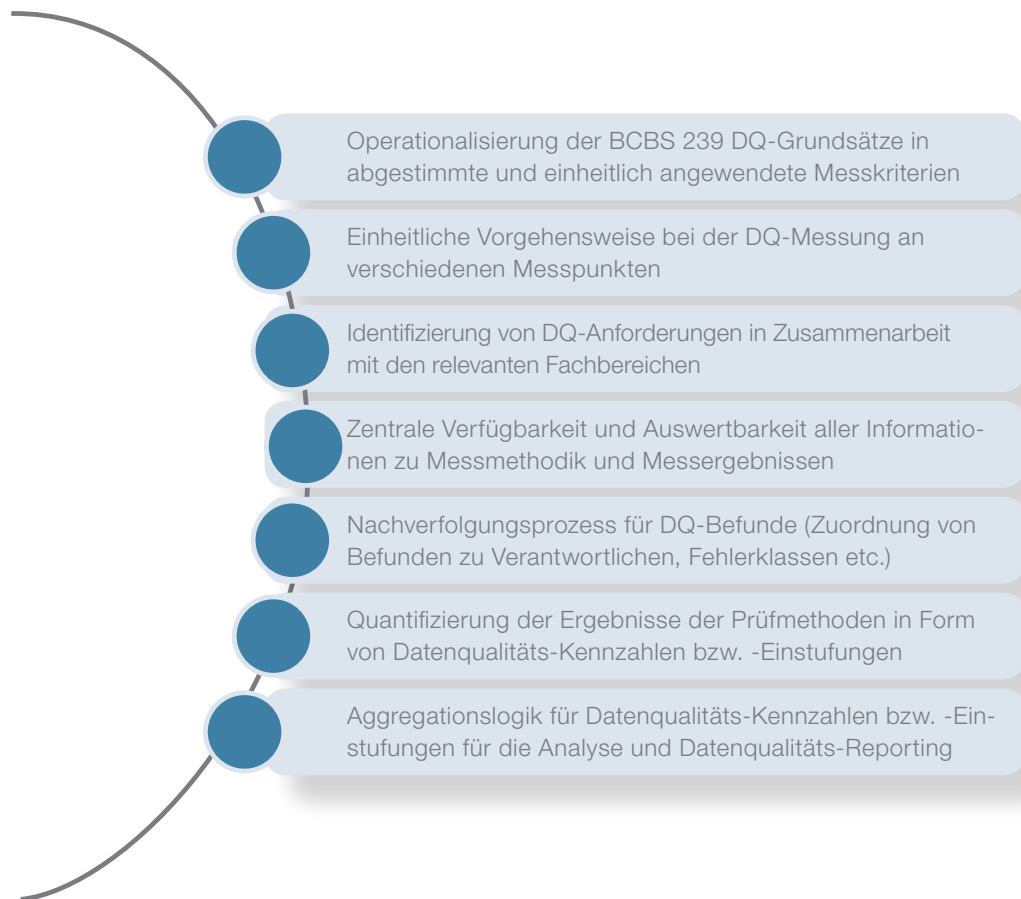 Operationalisierung der BCBS 239 DQ-Grundsätze in
abgestimmte und einheitlich angewendete Messkriterien
Einheitliche Vorgehensweise bei der DQ-Messung an
verschiedenen Messpunkten
Identifizierung von DQ-Anforderungen in Zusammenarbeit
mit den relevanten Fachbereichen
Zentrale Verfügbarkeit und Auswertbarkeit aller Informatio-
nen zu Messmethodik und Messergebnissen
Nachverfolgungsprozess für DQ-Befunde (Zuordnung von
Befunden zu Verantwortlichen, Fehlerklassen etc.)
Quantifizierung der Ergebnisse der Prüfmethoden in Form
von Datenqualitäts-Kennzahlen bzw. -Einstufungen
Aggregationslogik für Datenqualitäts-Kennzahlen bzw. -Ein-
stufungen für die Analyse und Datenqualitäts-Reporting